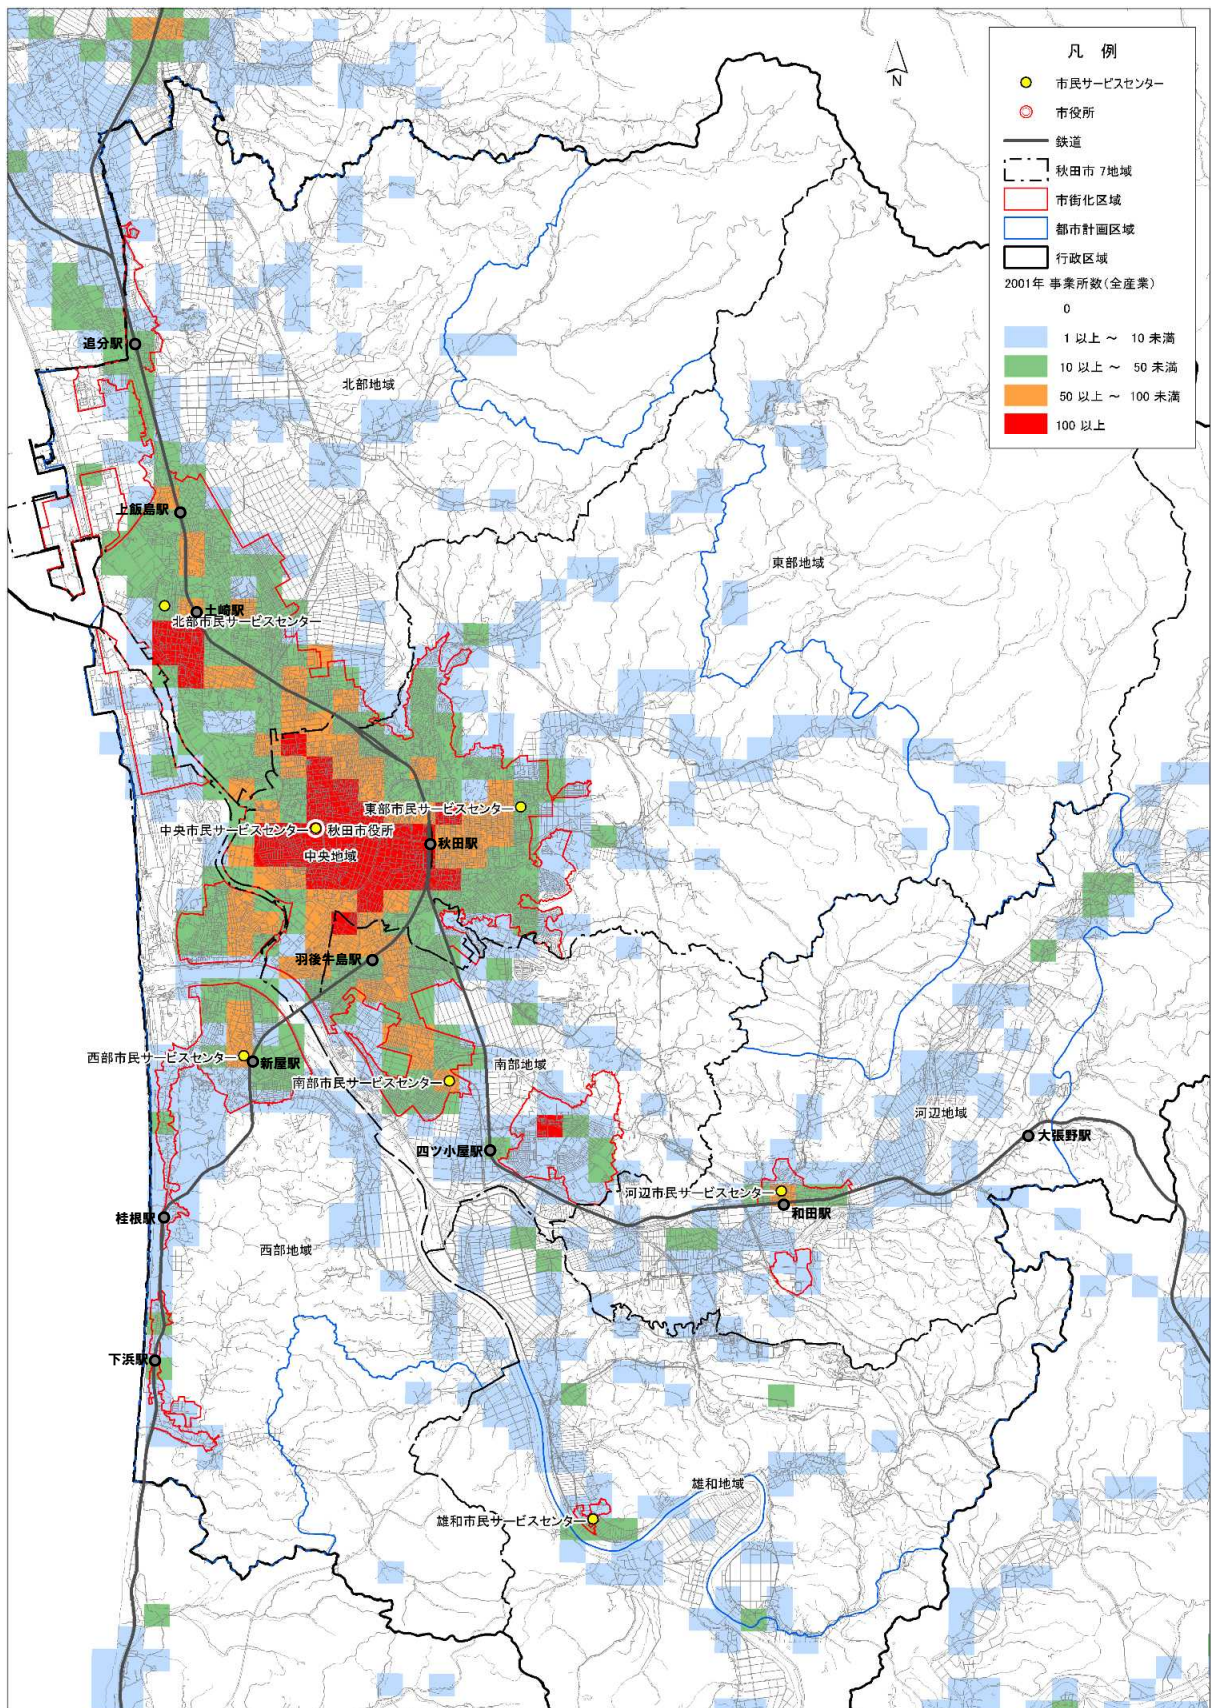 凡 例
市民サービスセンター
市役所
鉄道
秋田市 7地域
市街化区域
都市計画区域
行政区域
2001年 事業所数(全産業)
0
1 以上 ～ 10 未満
10 以上 ～ 50 未満
50 以上 ～ 100 未満
100 以上
N
追分駅
北部地域
上飯島駅
東部地域
土崎駅
北部市民サービスセンター
東部市民サービスセンター
中央市民サービスセンター
秋田市役所
秋田駅
中央地域
羽後牛島駅
西部市民サービスセンター
新屋駅
南部地域
南部市民サービスセンター
河辺地域
大張野駅
四ツ小屋駅
河辺市民サービスセンター
和田駅
桂根駅
西部地域
下浜駅
雄和地域
雄和市民サービスセンター